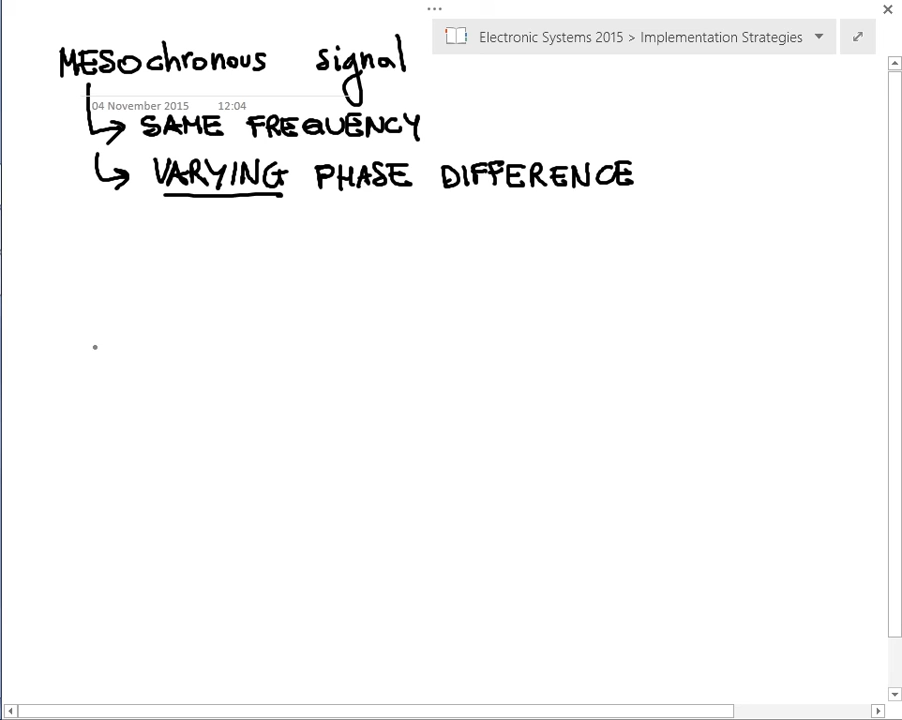 Electronic Systems 2015 > Implementation Strategies
MESochronous signal
04 November 2015 12:04
SAME FREQUENCY
VARYING PHASE DIFFERENCE